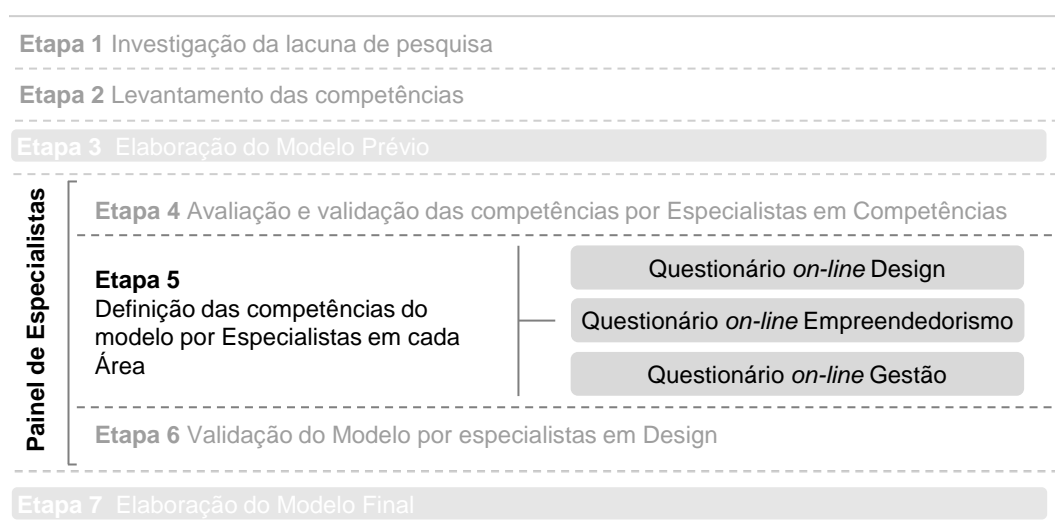 Etapa 1 Investigação da lacuna de pesquisa
Etapa 2 Levantamento das competências
Etapa 3 Elaboração do Modelo Prévio
Painel de Especialistas
Etapa 4 Avaliação e validação das competências por Especialistas em Competências
Etapa 5
Definição das competências do
modelo por Especialistas em cada
Área
Questionário on-line Design
Questionário on-line Empreendedorismo
Questionário on-line Gestão
Etapa 6 Validação do Modelo por especialistas em Design
Etapa 7 Elaboração do Modelo Final